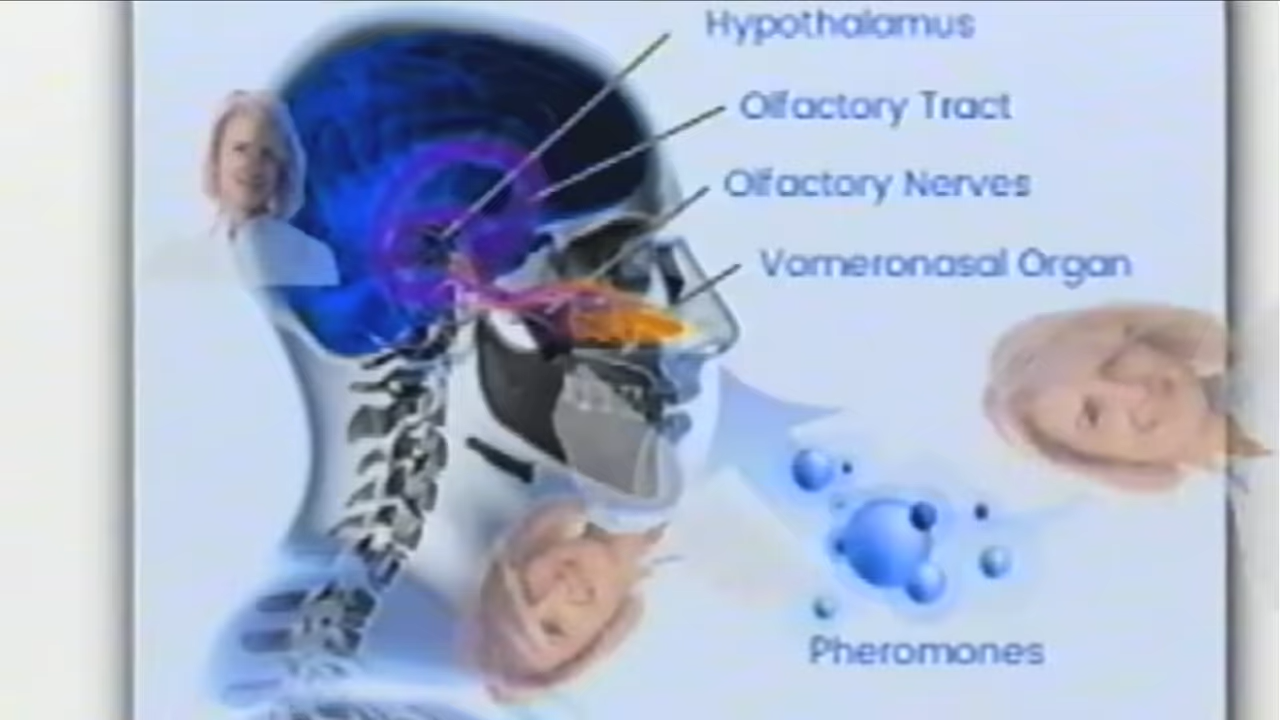 Hypothalamus
Olfactory Tract
Olfactory Nerves
Vomeronasal Organ
Pheromones